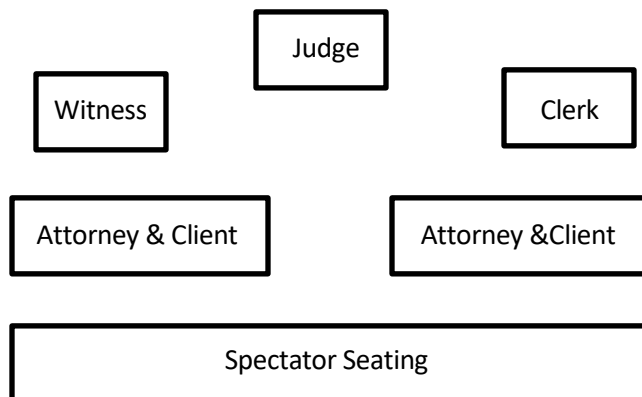 Judge
Witness
Clerk
Attorney & Client
Attorney &Client
Spectator Seating